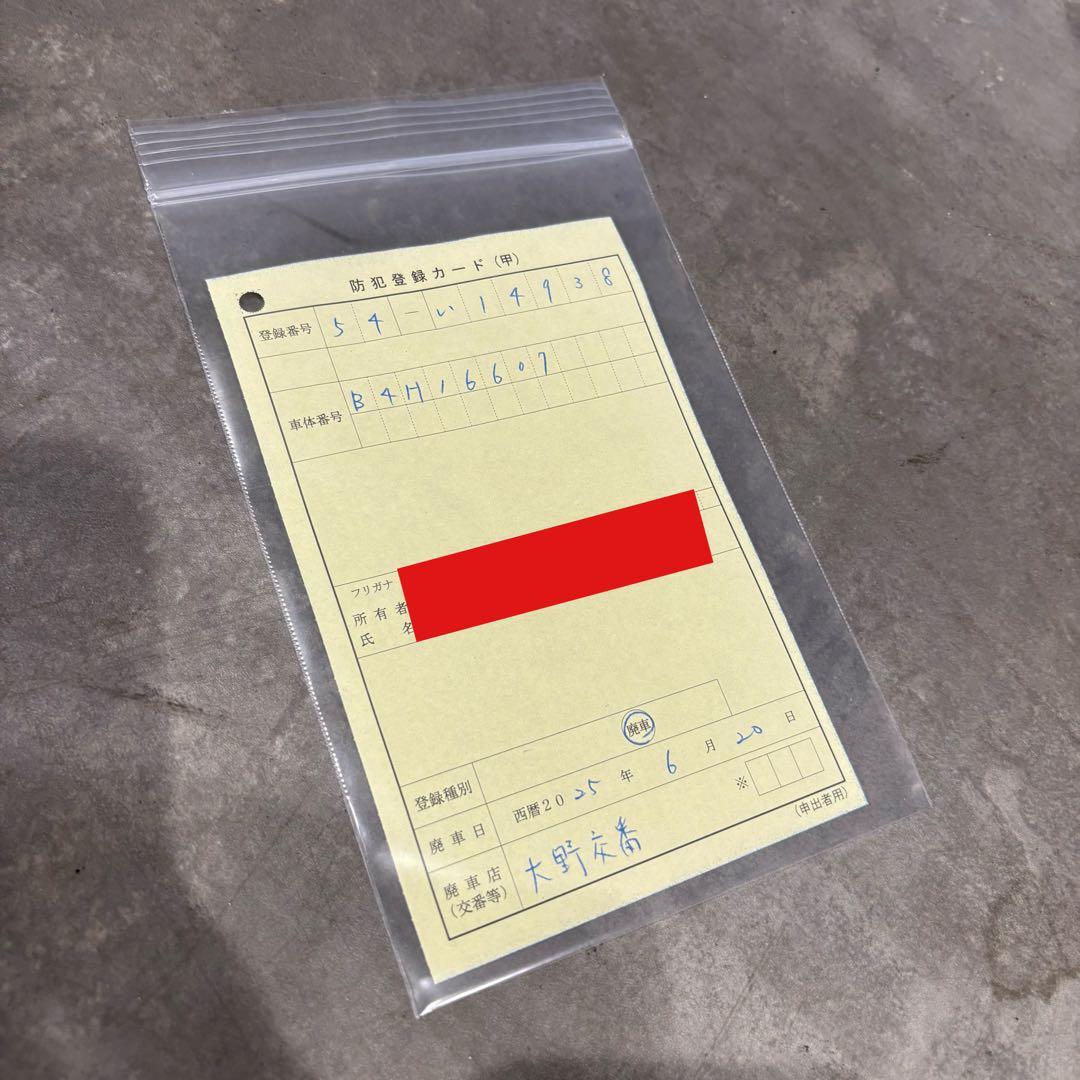 防犯登録カード（甲）
登録番号 54－い14938
車体番号 B4H16607
フリガナ
所有者
氏名
登録種別 廃車
廃車日 西暦2025年6月20日
※
廃車店 大野交番
(交番等)
(申出者用)